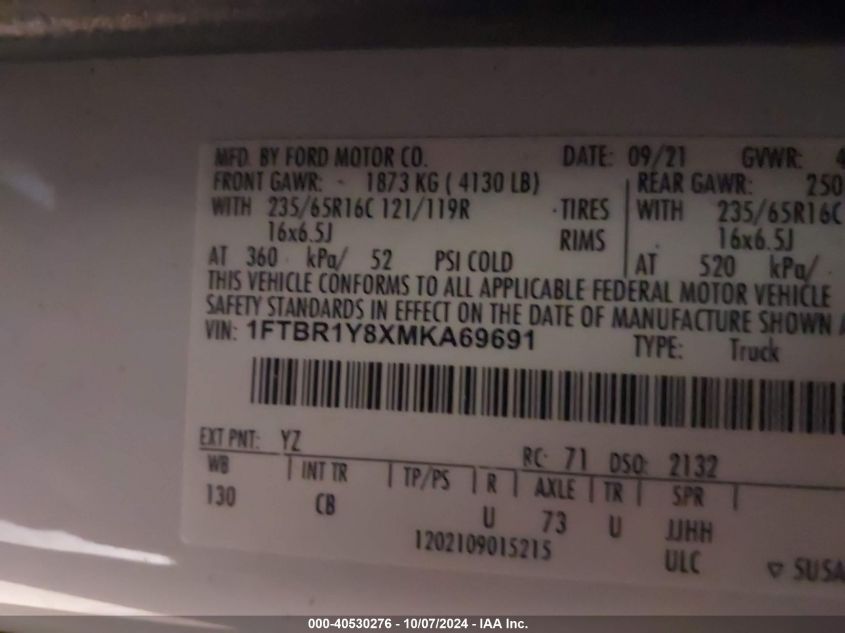 MFD. BY FORD MOTOR CO. DATE: 09/21 GVWR: 4
FRONT GAWR: - 1873 KG ( 4130 LB) REAR GAWR: 250
WITH 235/65R16C 121/119R TIRES WITH 235/65R16C
16x6.5J RIMS 16x6.5J
AT 360 kPa/ 52 PSI COLD AT 520 kPa/
THIS VEHICLE CONFORMS TO ALL APPLICABLE FEDERAL MOTOR VEHICLE
SAFETY STANDARDS IN EFFECT ON THE DATE OF MANUFACTURE SHOWN
VIN: 1FTBR1Y8XMKA69691 TYPE: Truck
EXT PNT: YZ RC: 71 DSO: 2132
WB INT TR TP/PS R AXLE TR SPR
130 CB U 73 U JJHH
1202109015215 ULC SUSA
000-40530276 - 10/07/2024 - IAA Inc.